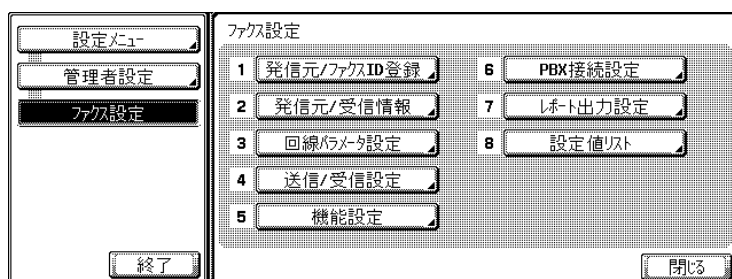 設定メニュー
管理者設定
ファクス設定
終了
ファクス設定
1 発信元/ファクスID登録
2 発信元/受信情報
3 回線パラメータ設定
4 送信/受信設定
5 機能設定
6 PBX接続設定
7 レポート出力設定
8 設定値リスト
閉じる